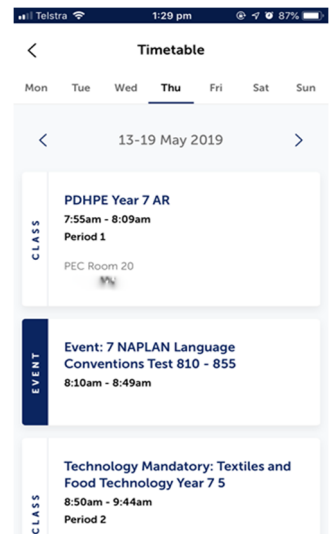 Telstra 1:29 pm 87%
Timetable
Mon Tue Wed Thu Fri Sat Sun
13-19 May 2019
CLASS
PDHPE Year 7 AR
7:55am - 8:09am
Period 1
PEC Room 20
EVENT
Event: 7 NAPLAN Language
Conventions Test 810 - 855
8:10am - 8:49am
CLASS
Technology Mandatory: Textiles and
Food Technology Year 7 5
8:50am - 9:44am
Period 2